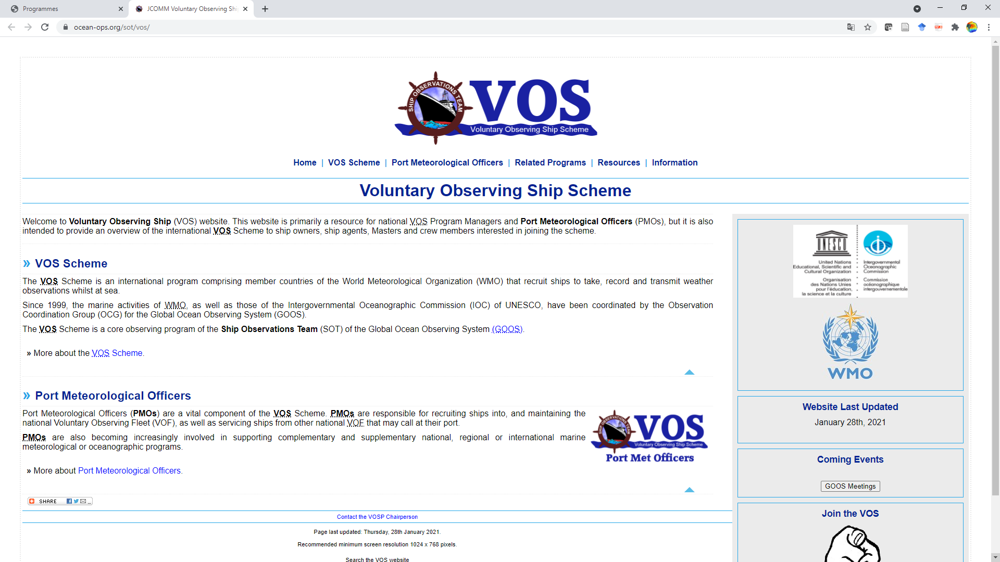 Programmes
JCOMM Voluntary Observing Shi
ocean-ops.org/sot/vos/
SHIP OBSERVATIONS TEAM
VOS
Voluntary Observing Ship Scheme
Home | VOS Scheme | Port Meteorological Officers | Related Programs | Resources | Information
Voluntary Observing Ship Scheme
Welcome to Voluntary Observing Ship (VOS) website. This website is primarily a resource for national VOS Program Managers and Port Meteorological Officers (PMOs), but it is also
intended to provide an overview of the international VOS Scheme to ship owners, ship agents, Masters and crew members interested in joining the scheme.
» VOS Scheme
The VOS Scheme is an international program comprising member countries of the World Meteorological Organization (WMO) that recruit ships to take, record and transmit weather
observations whilst at sea.
Since 1999, the marine activities of WMO, as well as those of the Intergovernmental Oceanographic Commission (IOC) of UNESCO, have been coordinated by the Observation
Coordination Group (OCG) for the Global Ocean Observing System (GOOS).
The VOS Scheme is a core observing program of the Ship Observations Team (SOT) of the Global Ocean Observing System (GOOS).
» More about the VOS Scheme.
» Port Meteorological Officers
Port Meteorological Officers (PMOs) are a vital component of the VOS Scheme. PMOs are responsible for recruiting ships into, and maintaining the
national Voluntary Observing Fleet (VOF), as well as servicing ships from other national VOF that may call at their port.
PMOs are also becoming increasingly involved in supporting complementary and supplementary national, regional or international marine
meteorological or oceanographic programs.
» More about Port Meteorological Officers.
SHIP OBSERVATIONS TEAM
VOS
Voluntary Observing Ship Scheme
Port Met Officers
SHARE
Contact the VOSP Chairperson
Page last updated: Thursday, 28th January 2021.
Recommended minimum screen resolution 1024 x 768 pixels.
Search the VOS website
UNESCO
United Nations
Educational, Scientific and
Cultural Organization
Organisation
des Nations Unies
pour l'éducation,
la science et la culture
Intergovernmental
Oceanographic
Commission
Commission
océanographique
intergouvernementale
WMO
Website Last Updated
January 28th, 2021
Coming Events
GOOS Meetings
Join the VOS